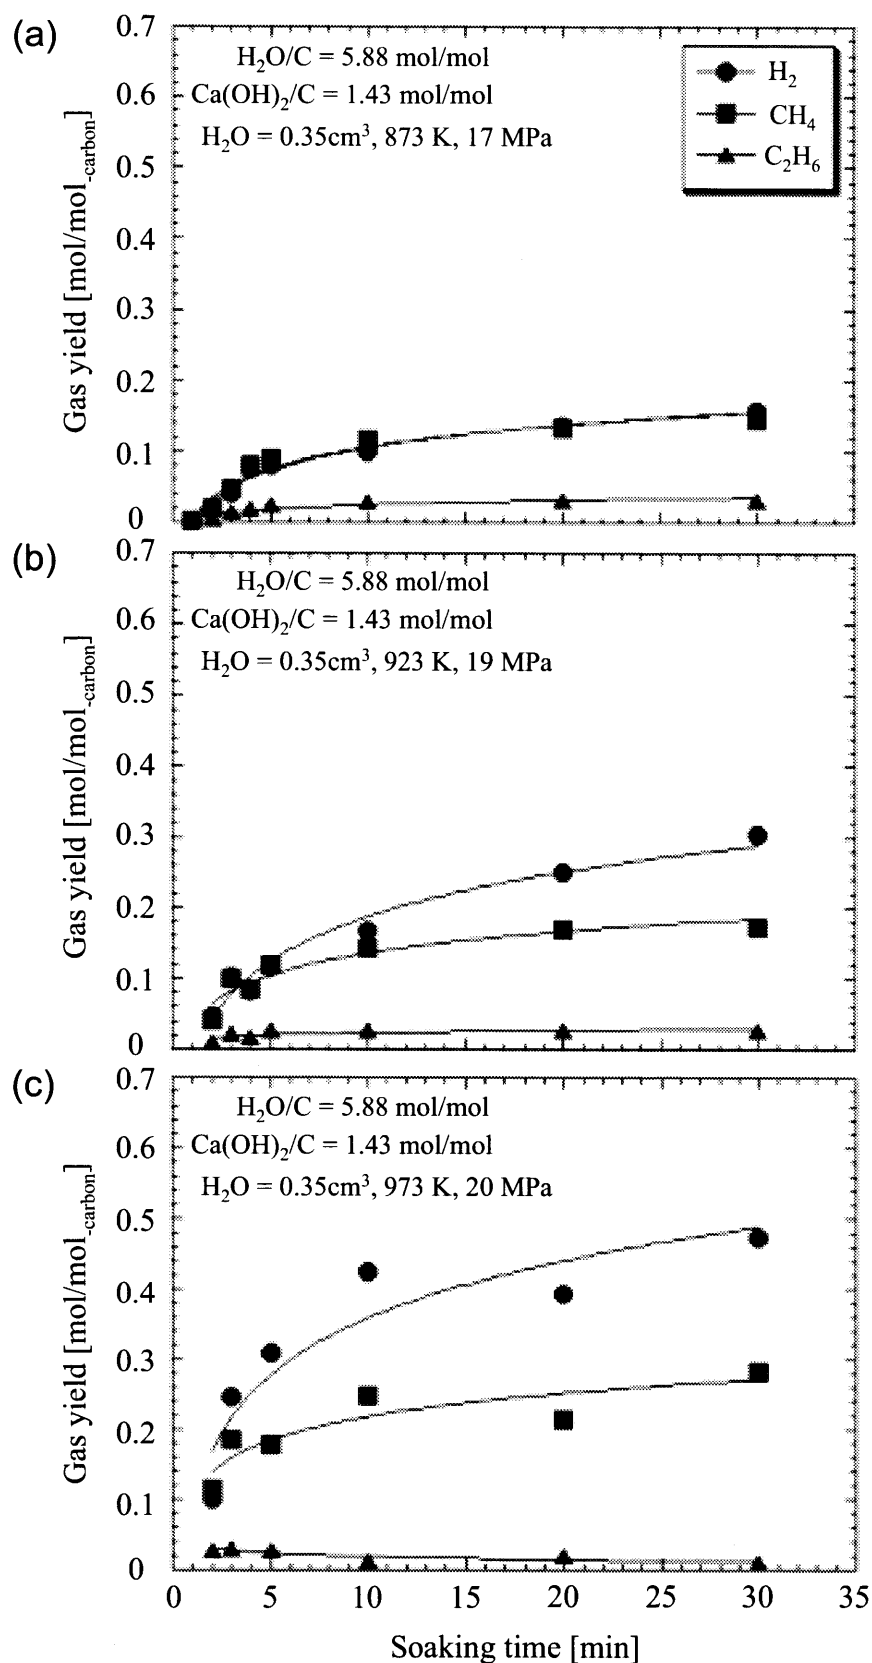 (a)
H₂O/C = 5.88 mol/mol
Ca(OH)₂/C = 1.43 mol/mol
H₂O = 0.35cm³, 873 K, 17 MPa
H₂
CH₄
C₂H₆
Gas yield [mol/mol-carbon]
0.7
0.6
0.5
0.4
0.3
0.2
0.1
0
(b)
H₂O/C = 5.88 mol/mol
Ca(OH)₂/C = 1.43 mol/mol
H₂O = 0.35cm³, 923 K, 19 MPa
Gas yield [mol/mol-carbon]
0.7
0.6
0.5
0.4
0.3
0.2
0.1
0
(c)
H₂O/C = 5.88 mol/mol
Ca(OH)₂/C = 1.43 mol/mol
H₂O = 0.35cm³, 973 K, 20 MPa
Gas yield [mol/mol-carbon]
0.7
0.6
0.5
0.4
0.3
0.2
0.1
0
0 5 10 15 20 25 30 35
Soaking time [min]